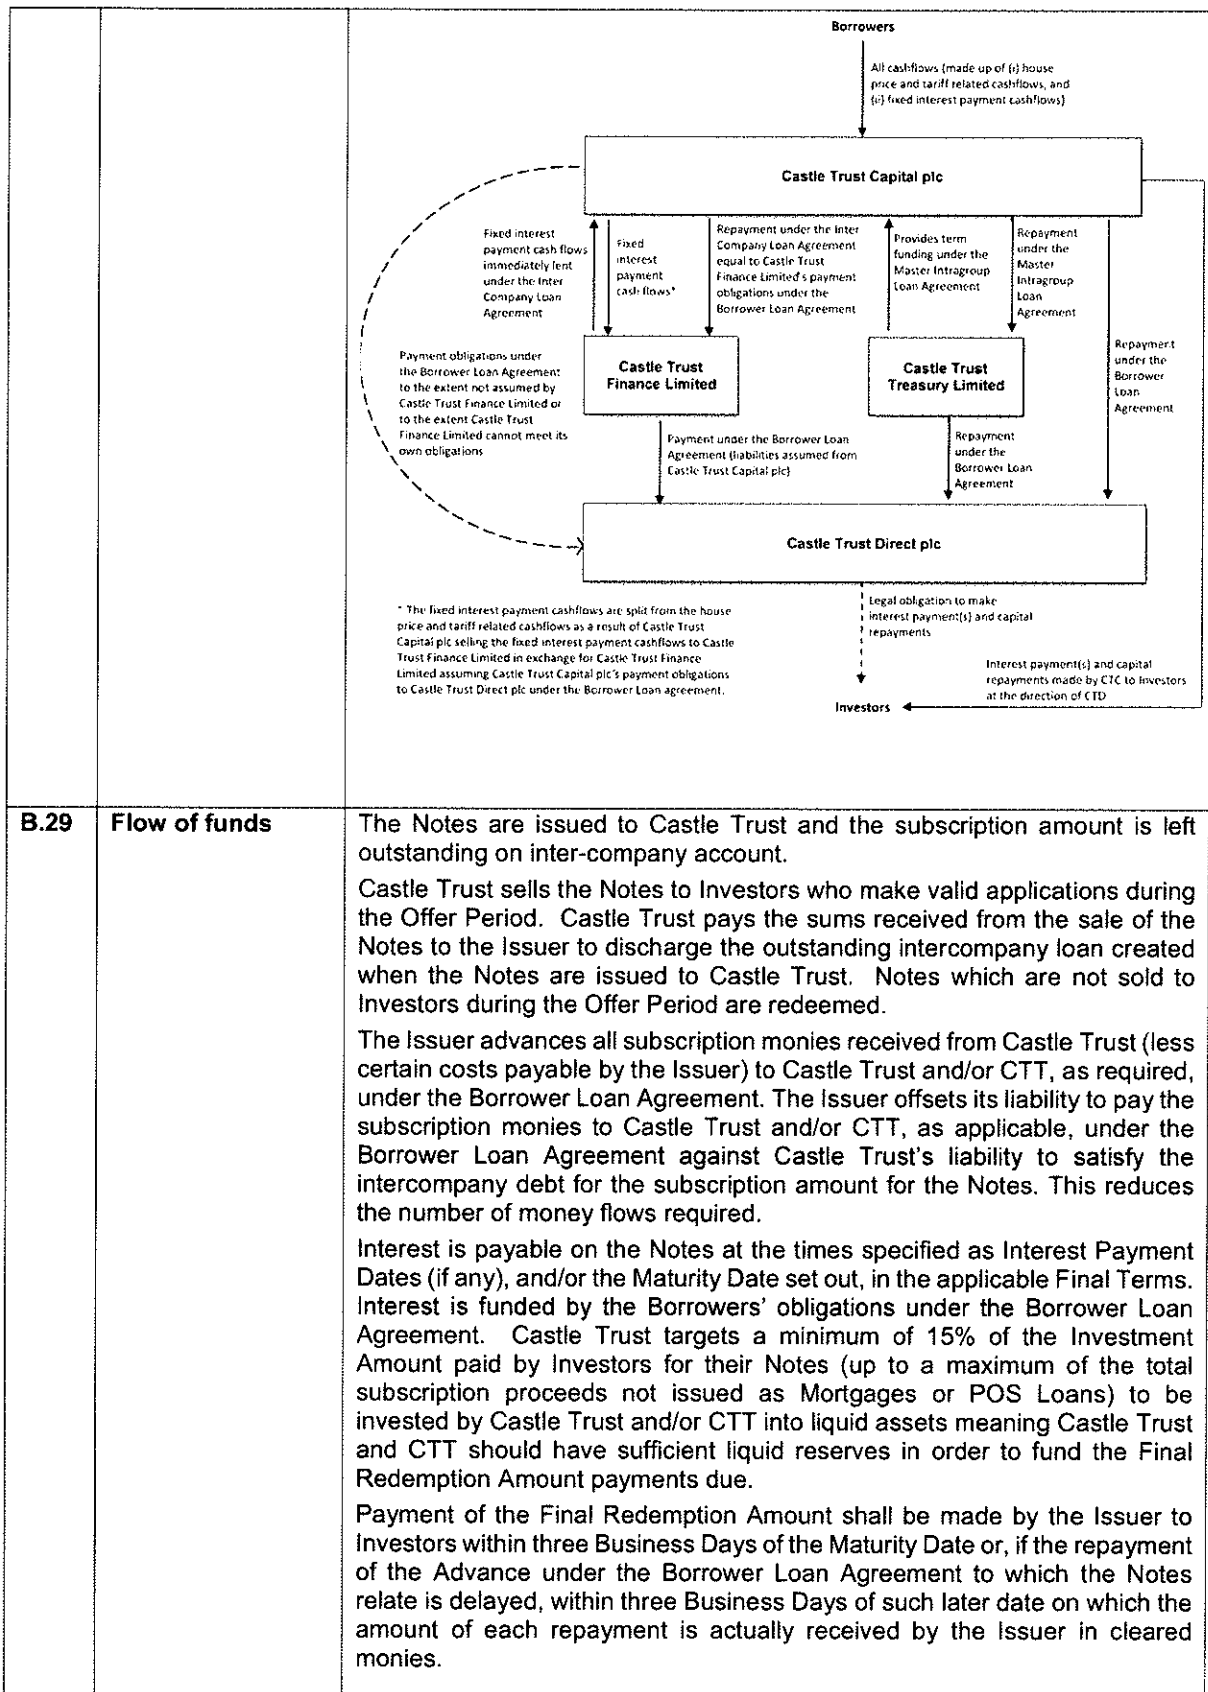 Borrowers
All cashflows (made up of (i) house
price and tariff related cashflows, and
(ii) fixed interest payment cashflows)
Castle Trust Capital plc
Fixed interest
payment cash flows
immediately lent
under the Inter
Company Loan
Agreement
Fixed
interest
payment
cash flows*
Repayment under the Inter
Company Loan Agreement
equal to Castle Trust
Finance Limited's payment
obligations under the
Borrower Loan Agreement
Provides term
funding under the
Master Intragroup
Loan Agreement
Repayment
under the
Master
Intragroup
Loan
Agreement
Repayment
under the
Borrower
Loan
Agreement
Payment obligations under
the Borrower Loan Agreement
to the extent not assumed by
Castle Trust Finance Limited or
to the extent Castle Trust
Finance Limited cannot meet its
own obligations
Castle Trust
Finance Limited
Castle Trust
Treasury Limited
Payment under the Borrower Loan
Agreement (liabilities assumed from
Castle Trust Capital plc)
Repayment
under the
Borrower Loan
Agreement
Castle Trust Direct plc
Legal obligation to make
interest payment(s) and capital
repayments
* The fixed interest payment cashflows are split from the house
price and tariff related cashflows as a result of Castle Trust
Capital plc selling the fixed interest payment cashflows to Castle
Trust Finance Limited in exchange for Castle Trust Finance
Limited assuming Castle Trust Capital plc's payment obligations
to Castle Trust Direct plc under the Borrower Loan agreement.
Interest payment(s) and capital
repayments made by CTC to Investors
at the direction of CTD
Investors
B.29 Flow of funds
The Notes are issued to Castle Trust and the subscription amount is left
outstanding on inter-company account.
Castle Trust sells the Notes to Investors who make valid applications during
the Offer Period. Castle Trust pays the sums received from the sale of the
Notes to the Issuer to discharge the outstanding intercompany loan created
when the Notes are issued to Castle Trust. Notes which are not sold to
Investors during the Offer Period are redeemed.
The Issuer advances all subscription monies received from Castle Trust (less
certain costs payable by the Issuer) to Castle Trust and/or CTT, as required,
under the Borrower Loan Agreement. The Issuer offsets its liability to pay the
subscription monies to Castle Trust and/or CTT, as applicable, under the
Borrower Loan Agreement against Castle Trust's liability to satisfy the
intercompany debt for the subscription amount for the Notes. This reduces
the number of money flows required.
Interest is payable on the Notes at the times specified as Interest Payment
Dates (if any), and/or the Maturity Date set out, in the applicable Final Terms.
Interest is funded by the Borrowers' obligations under the Borrower Loan
Agreement. Castle Trust targets a minimum of 15% of the Investment
Amount paid by Investors for their Notes (up to a maximum of the total
subscription proceeds not issued as Mortgages or POS Loans) to be
invested by Castle Trust and/or CTT into liquid assets meaning Castle Trust
and CTT should have sufficient liquid reserves in order to fund the Final
Redemption Amount payments due.
Payment of the Final Redemption Amount shall be made by the Issuer to
Investors within three Business Days of the Maturity Date or, if the repayment
of the Advance under the Borrower Loan Agreement to which the Notes
relate is delayed, within three Business Days of such later date on which the
amount of each repayment is actually received by the Issuer in cleared
monies.